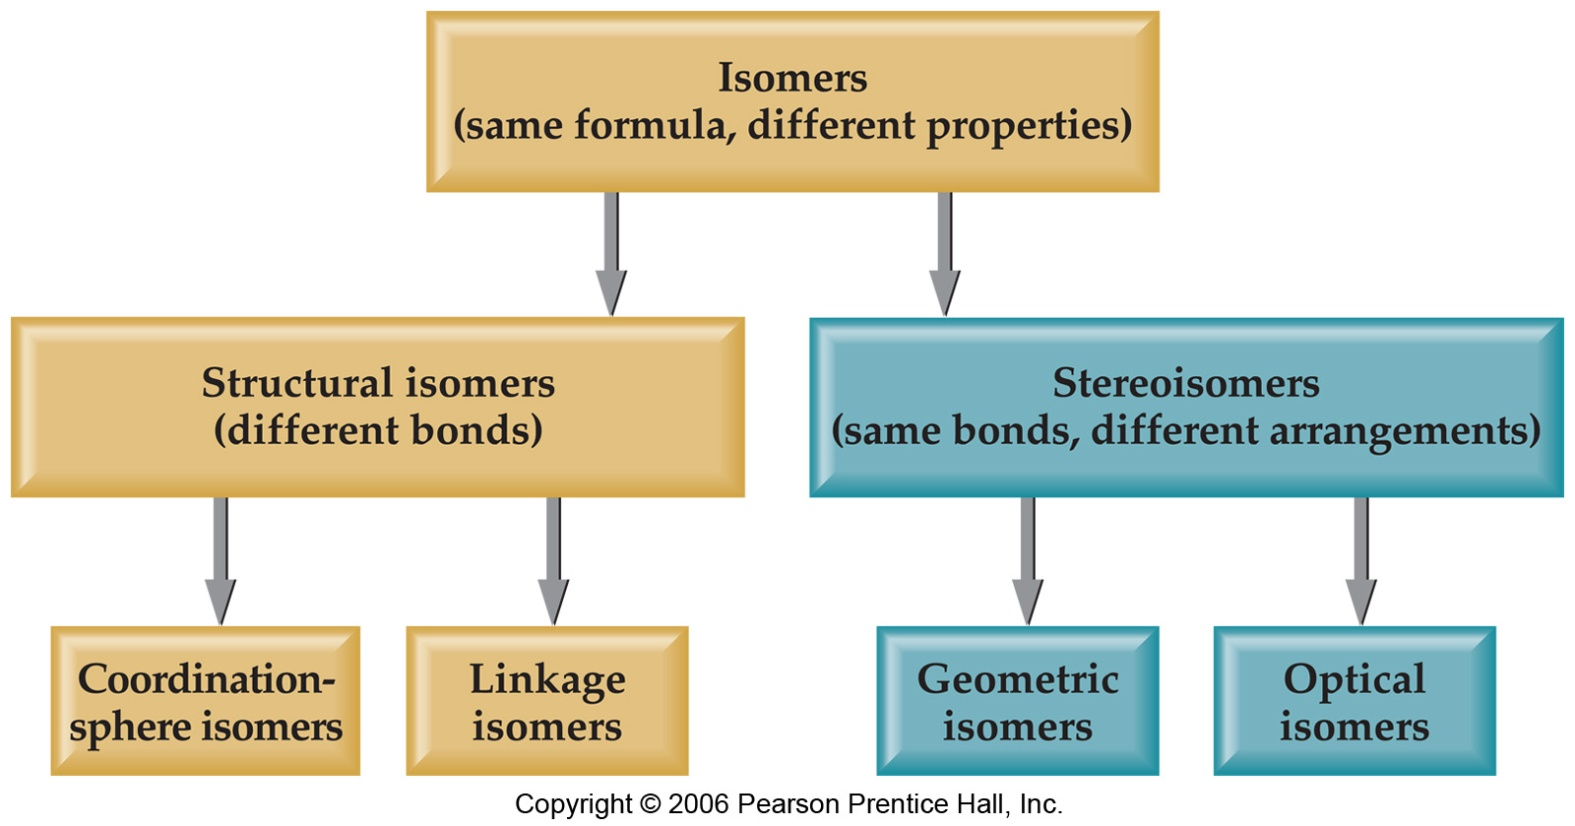 Isomers
(same formula, different properties)
Structural isomers
(different bonds)
Stereoisomers
(same bonds, different arrangements)
Coordination-
sphere isomers
Linkage
isomers
Geometric
isomers
Optical
isomers
Copyright © 2006 Pearson Prentice Hall, Inc.